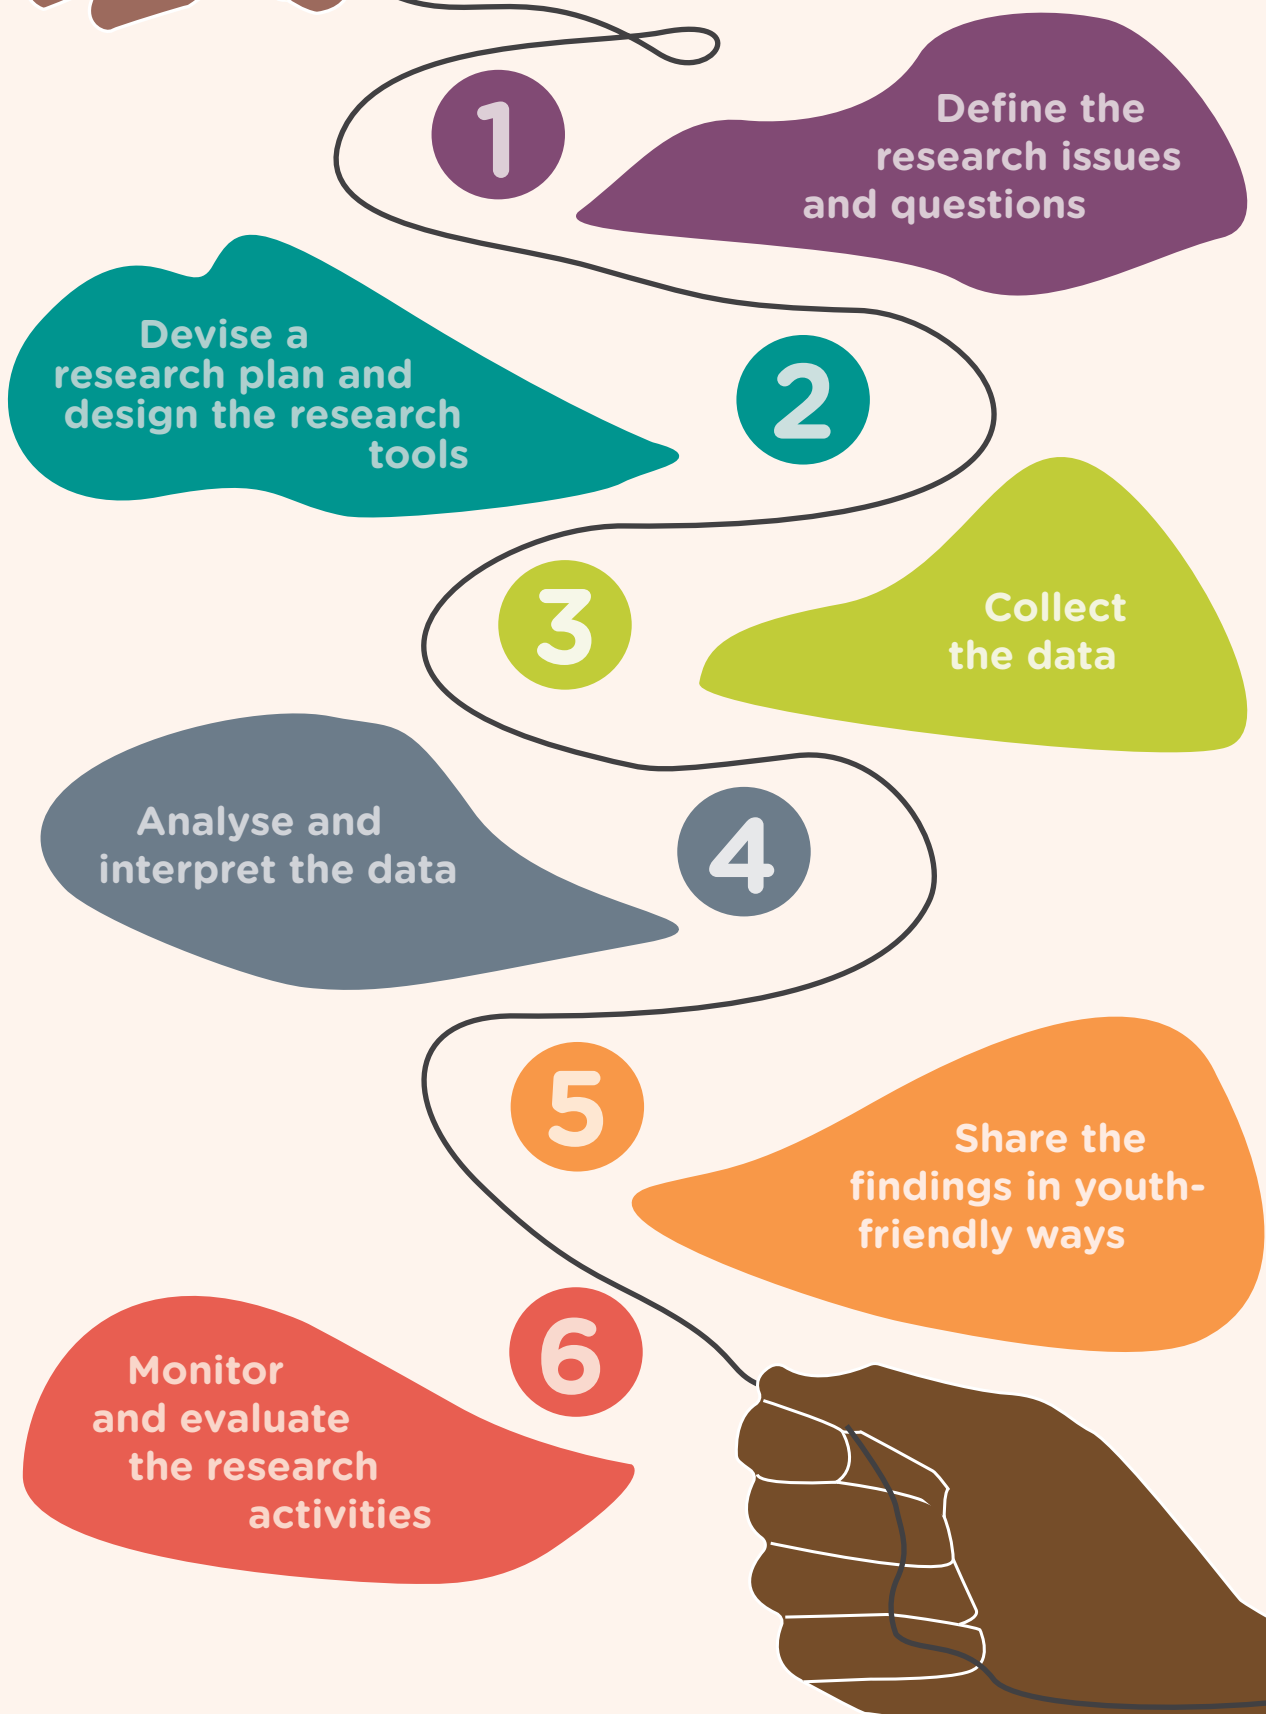 1
Define the
research issues
and questions
2
Devise a
research plan and
design the research
tools
3
Collect
the data
4
Analyse and
interpret the data
5
Share the
findings in youth-
friendly ways
6
Monitor
and evaluate
the research
activities